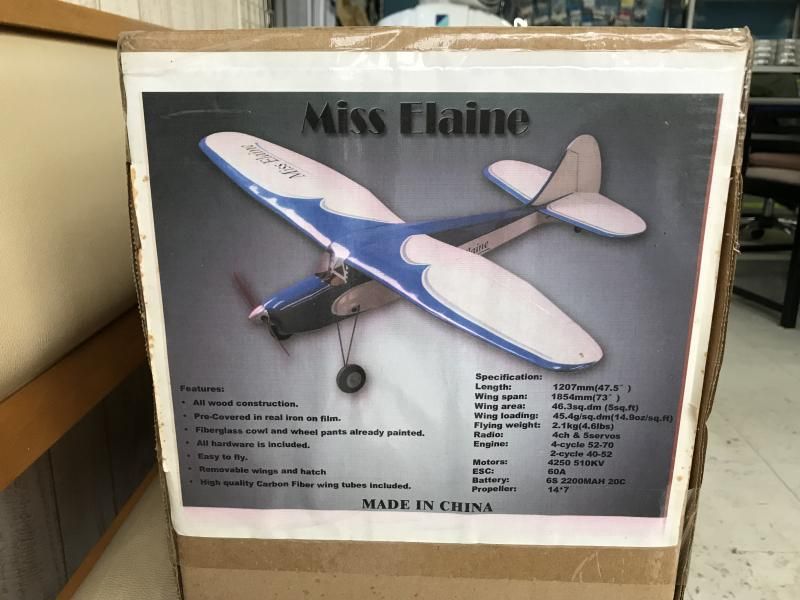 Miss Elaine
Miss Elaine
laine
Features:
• All wood construction.
• Pre-Covered in real iron on film.
• Fiberglass cowl and wheel pants already painted.
• All hardware is included.
• Easy to fly.
• Removable wings and hatch
• High quality Carbon Fiber wing tubes included.
Specification:
Length: 1207mm(47.5″ )
Wing span: 1854mm(73″ )
Wing area: 46.3sq.dm (5sq.ft)
Wing loading: 45.4g/sq.dm(14.9oz/sq.ft)
Flying weight: 2.1kg(4.6lbs)
Radio: 4ch & 5servos
Engine: 4-cycle 52-70
2-cycle 40-52
Motors: 4250 510KV
ESC: 60A
Battery: 6S 2200MAH 20C
Propeller: 14*7
MADE IN CHINA